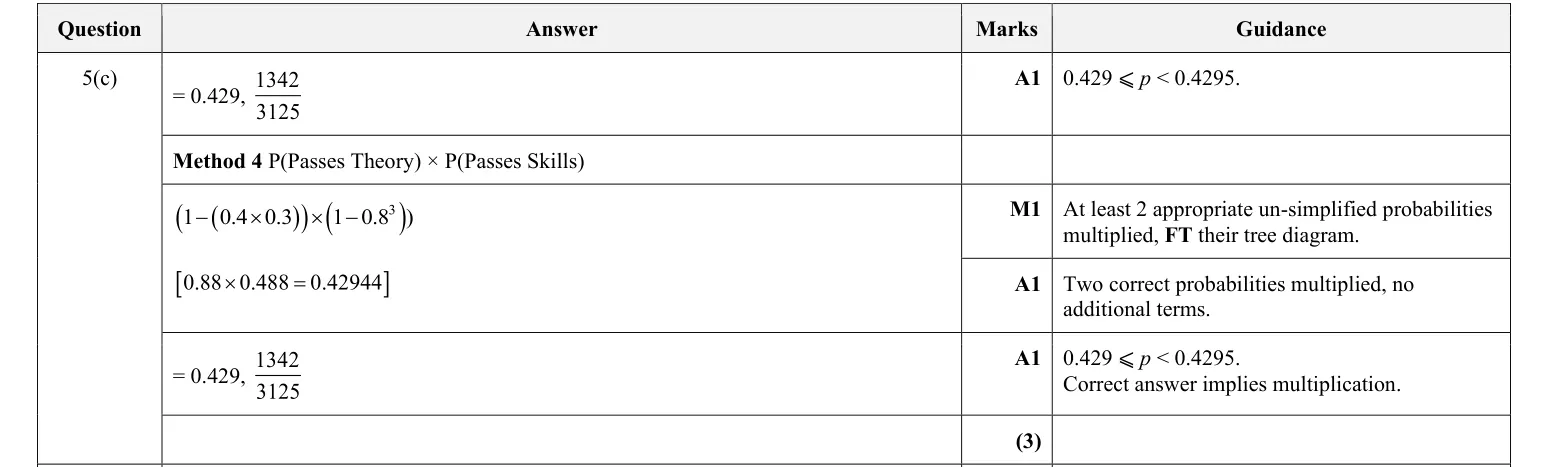 Question Answer Marks Guidance
5(c) = 0.429, 1342/3125 A1 0.429 ⩽ p < 0.4295.
Method 4 P(Passes Theory) × P(Passes Skills)
(1−(0.4×0.3))×(1−0.8³)) M1 At least 2 appropriate un-simplified probabilities
multiplied, FT their tree diagram.
[0.88×0.488=0.42944] A1 Two correct probabilities multiplied, no
additional terms.
= 0.429, 1342/3125 A1 0.429 ⩽ p < 0.4295.
Correct answer implies multiplication.
(3)